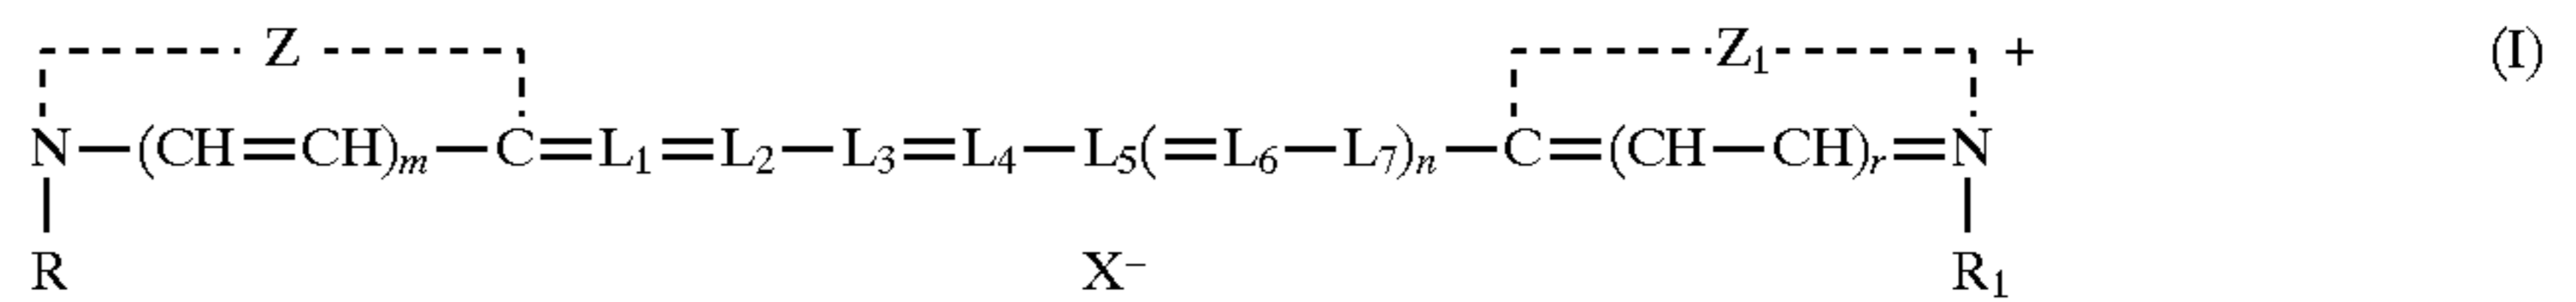 Z Z₁ + (I)
N—(CH=CH)ₘ—C=L₁=L₂—L₃=L₄—L₅(=L₆—L₇)ₙ—C=(CH—CH)ᵣ=N
R X⁻ R₁